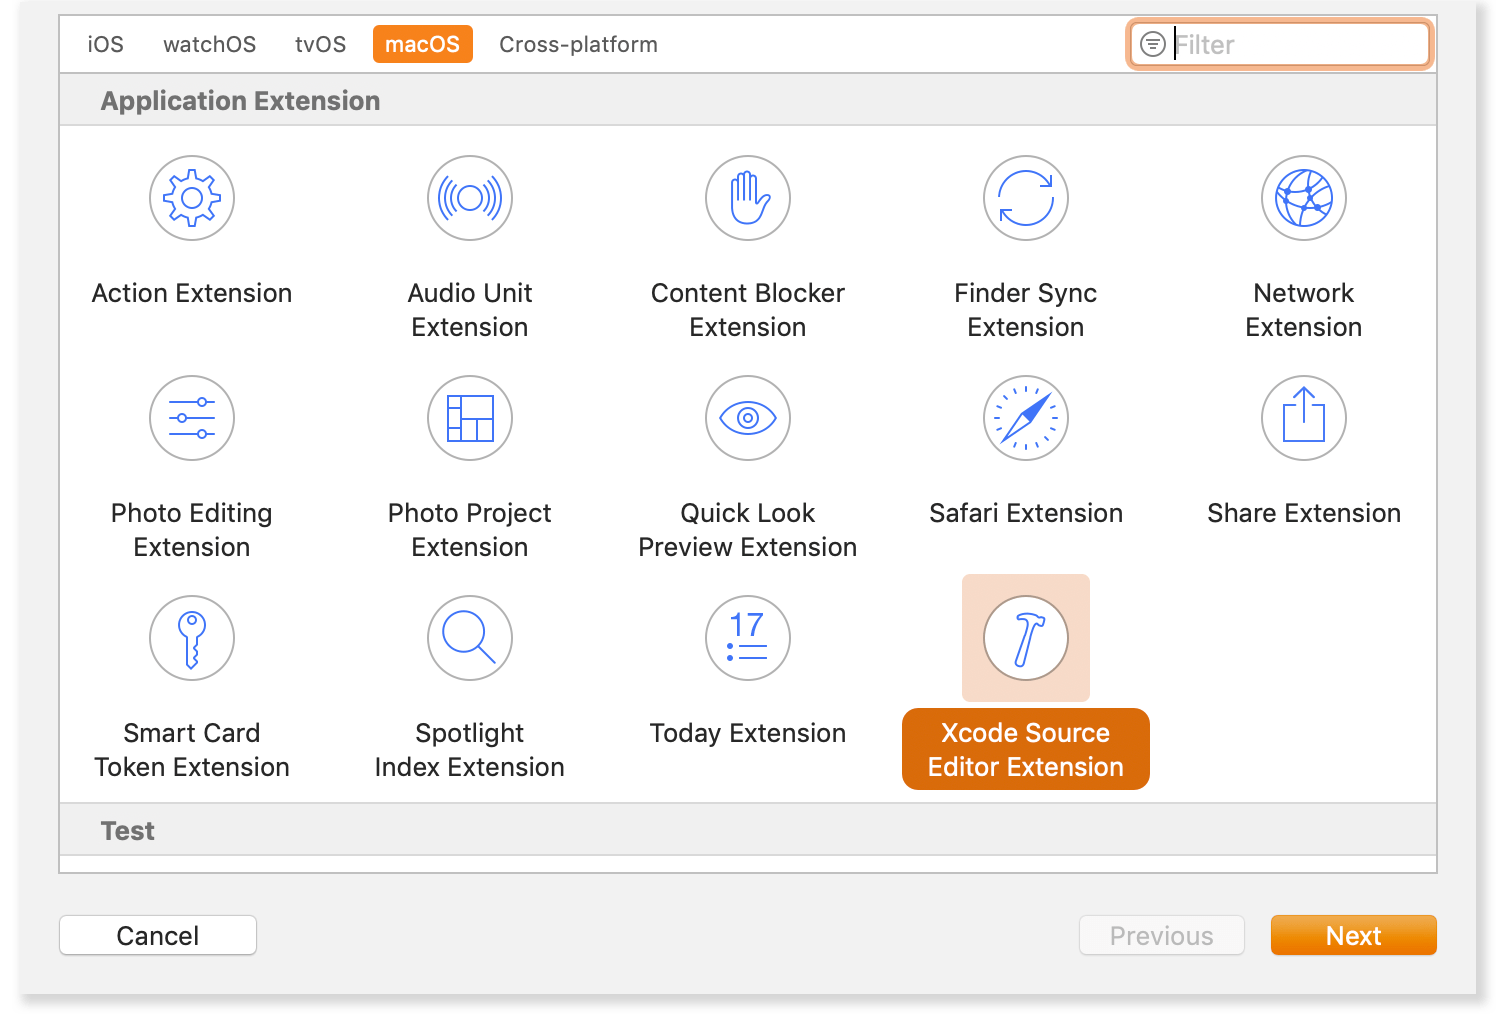 iOS watchOS tvOS macOS Cross-platform Filter
Application Extension
Action Extension
Audio Unit
Extension
Content Blocker
Extension
Finder Sync
Extension
Network
Extension
Photo Editing
Extension
Photo Project
Extension
Quick Look
Preview Extension
Safari Extension
Share Extension
17
Smart Card
Token Extension
Spotlight
Index Extension
Today Extension
Xcode Source
Editor Extension
Test
Cancel Previous Next